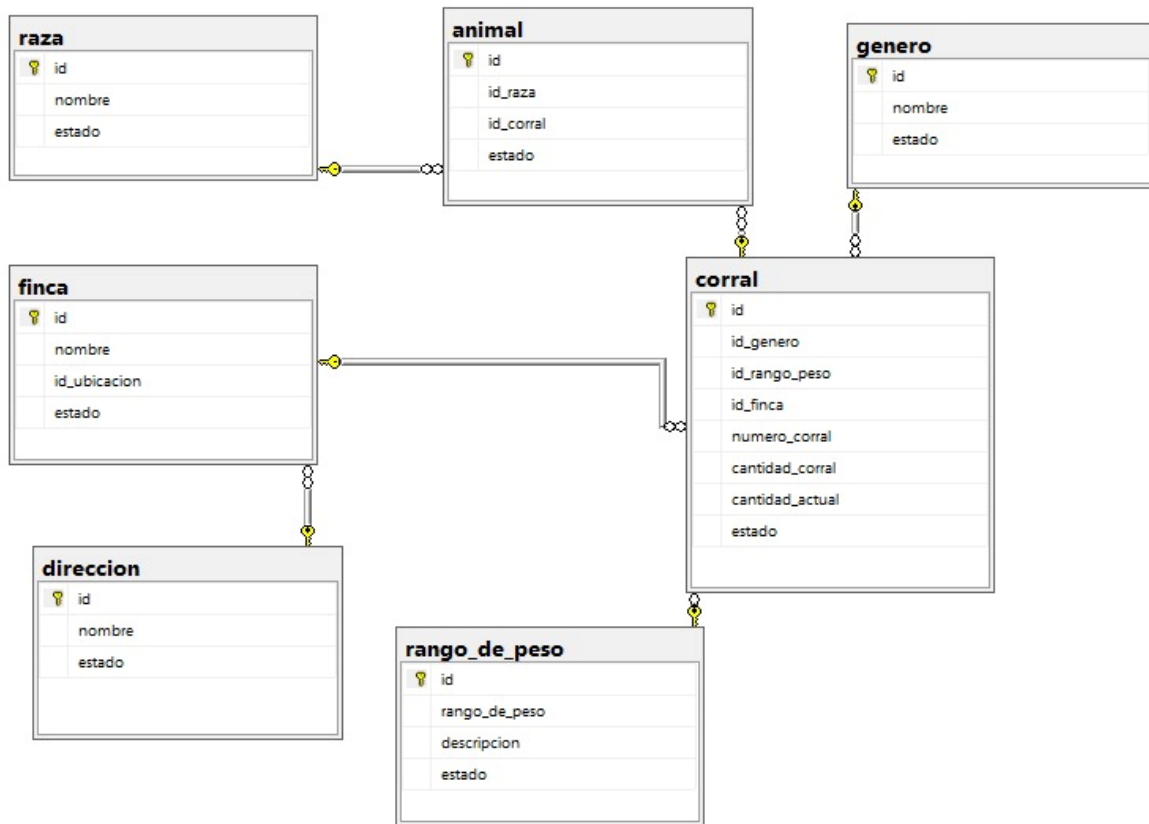 raza
id
nombre
estado
animal
id
id_raza
id_corral
estado
genero
id
nombre
estado
finca
id
nombre
id_ubicacion
estado
corral
id
id_genero
id_rango_peso
id_finca
numero_corral
cantidad_corral
cantidad_actual
estado
direccion
id
nombre
estado
rango_de_peso
id
rango_de_peso
descripcion
estado